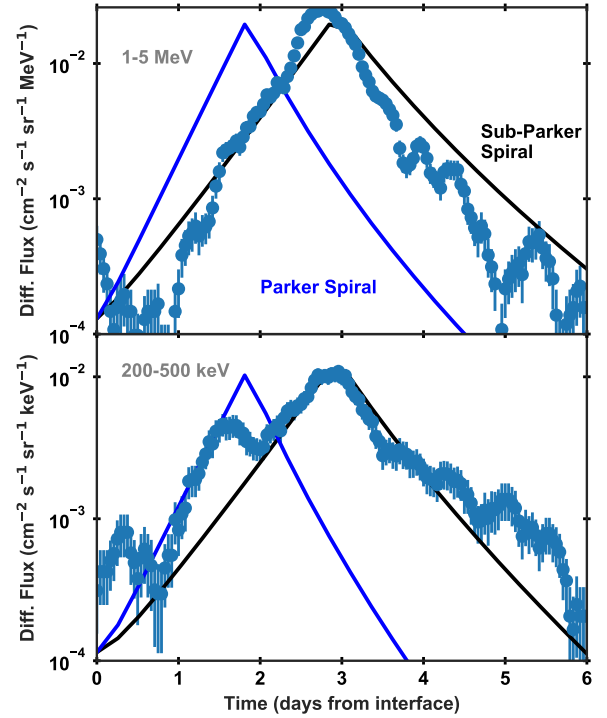 Diff. Flux (cm⁻² s⁻¹ sr⁻¹ MeV⁻¹)
10⁻²
10⁻³
10⁻⁴
1-5 MeV
Sub-Parker
Spiral
Parker Spiral
Diff. Flux (cm⁻² s⁻¹ sr⁻¹ keV⁻¹)
10⁻²
10⁻³
10⁻⁴
200-500 keV
0 1 2 3 4 5 6
Time (days from interface)